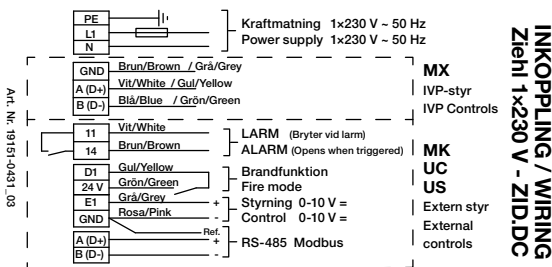 INKOPPLING / WIRING
Ziehl 1×230 V - ZID.DC
PE
L1
N
Kraftmatning 1×230 V ~ 50 Hz
Power supply 1×230 V ~ 50 Hz
GND Brun/Brown / Grå/Grey
A (D+) Vit/White / Gul/Yellow
B (D-) Blå/Blue / Grön/Green
MX
IVP-styr
IVP Controls
11 Vit/White
14 Brun/Brown
LARM (Bryter vid larm)
ALARM (Opens when triggered)
D1 Gul/Yellow
24 V Grön/Green
Brandfunktion
Fire mode
E1 Grå/Grey +
GND Rosa/Pink -
Styrning 0-10 V =
Control 0-10 V =
Ref.
A (D+) +
B (D-) -
RS-485 Modbus
MK
UC
US
Extern styr
External
controls
Art. Nr. 19151-0431_03